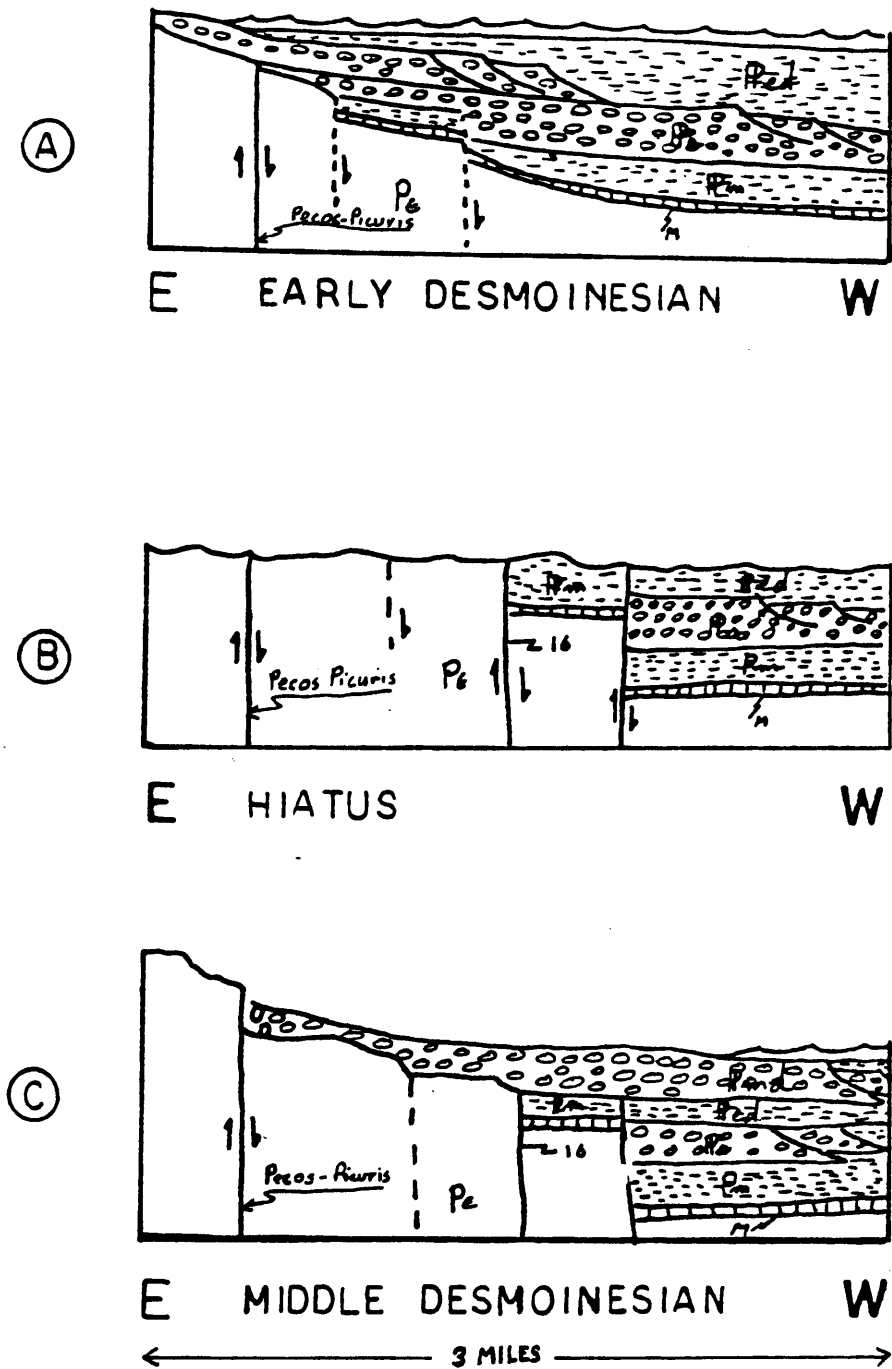 A
Pecos-Picuris
P€
M
E EARLY DESMOINESIAN W
B
16
Pecos Picuris
P€
M
E HIATUS W
C
16
Pecos-Picuris
P€
M
E MIDDLE DESMOINESIAN W
3 MILES